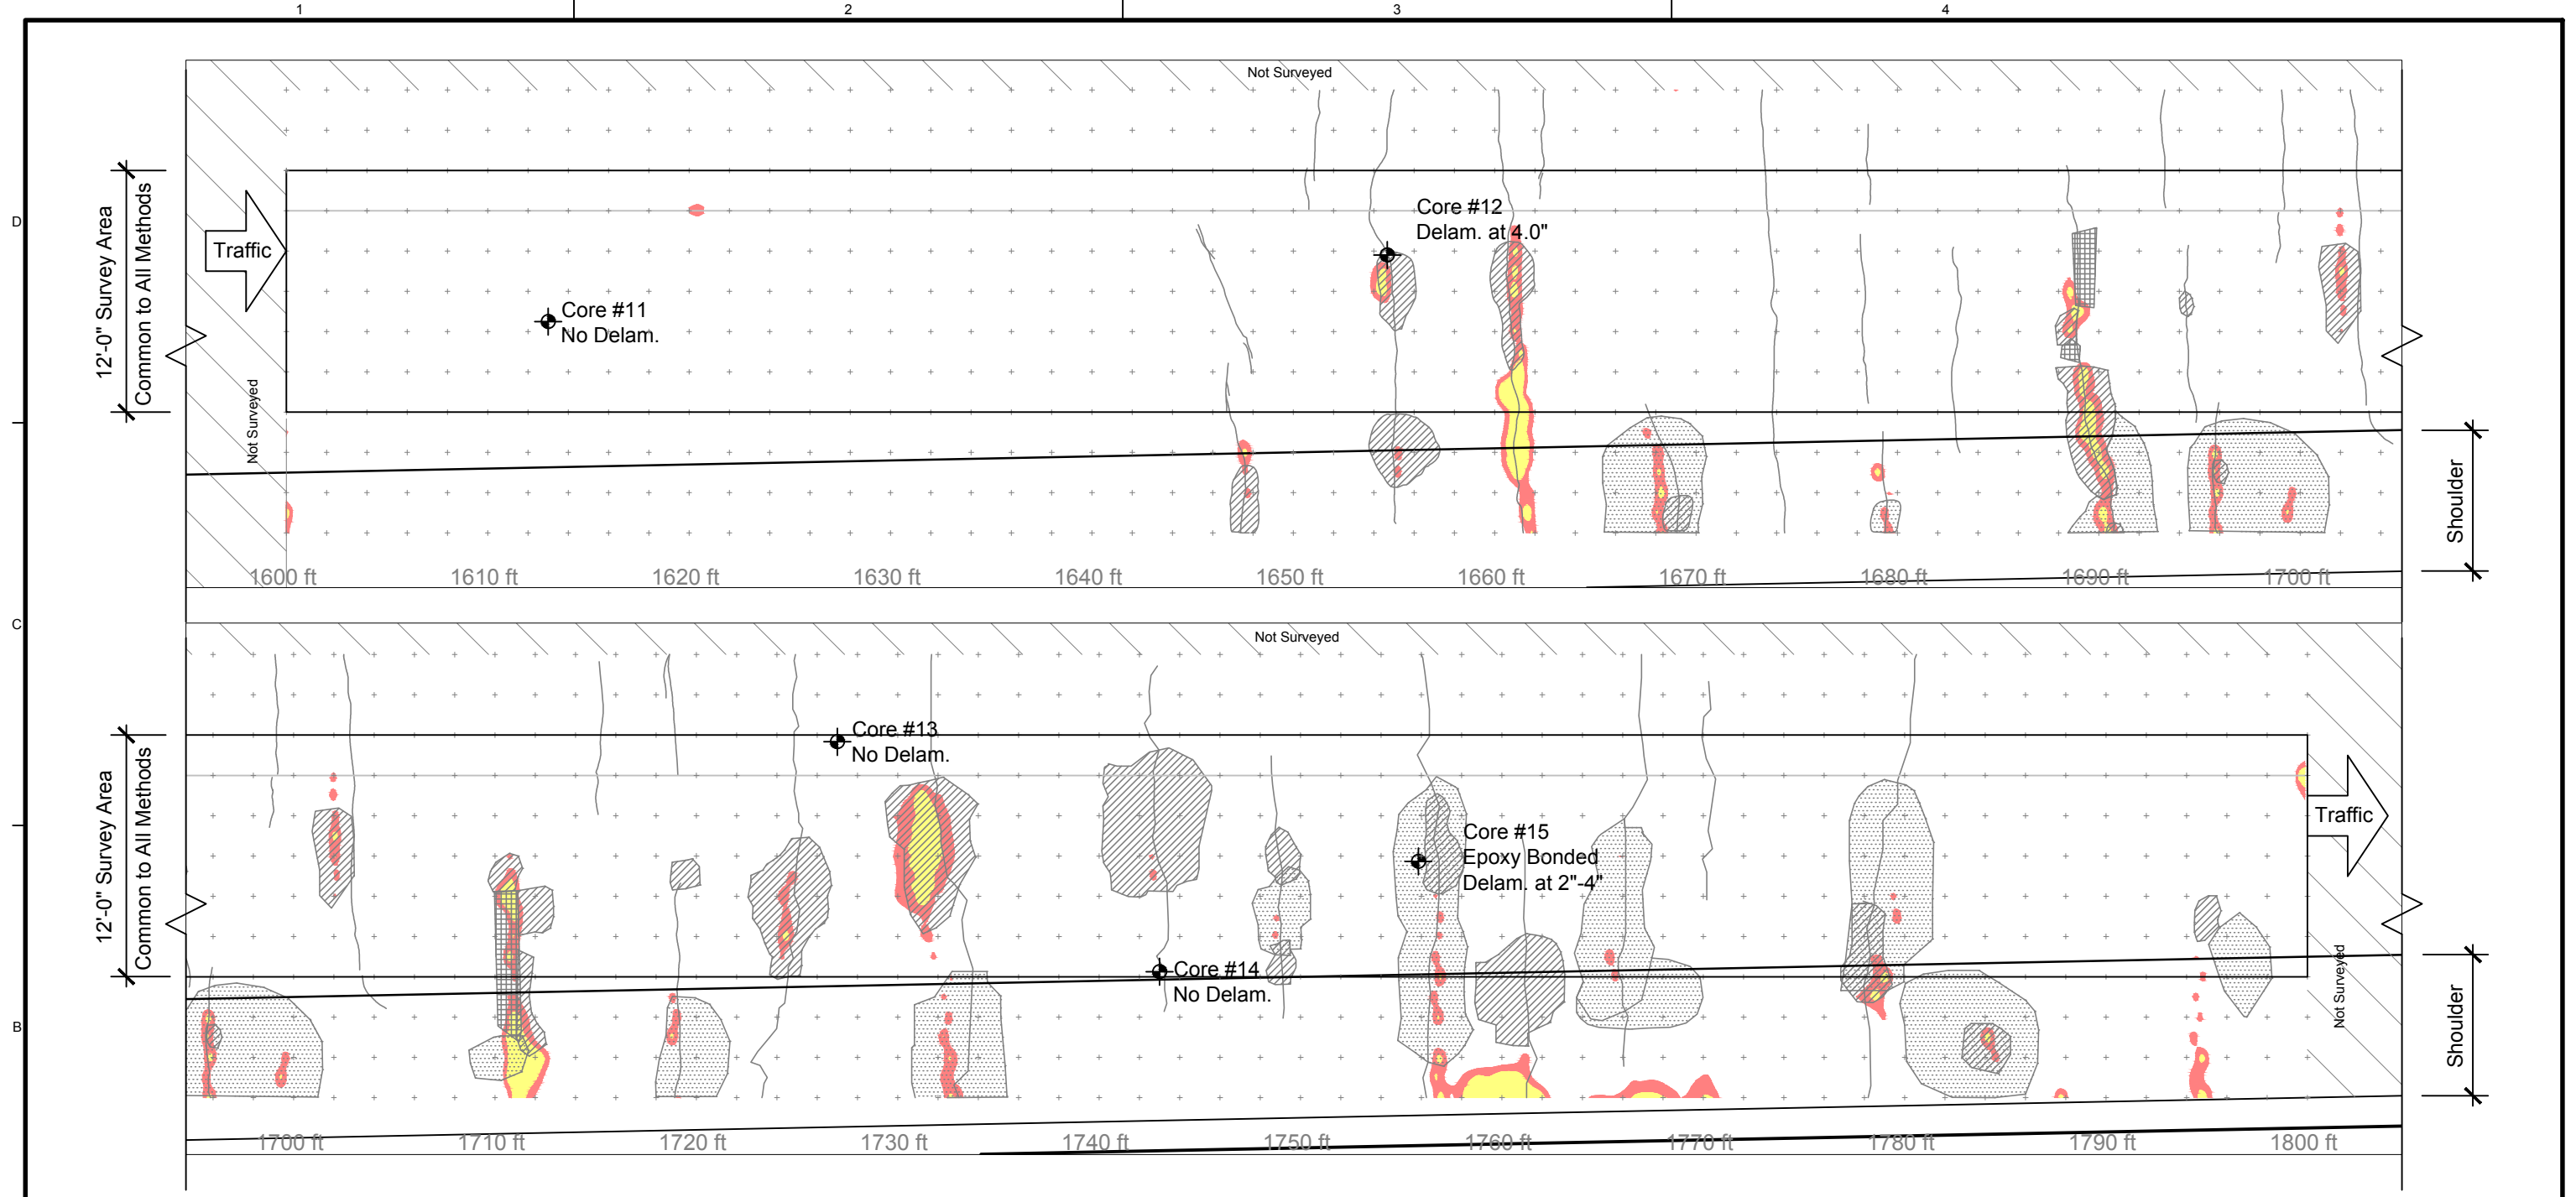 1 2 3 4
Not Surveyed
D
12'-0" Survey Area
Common to All Methods
Traffic
Not Surveyed
Core #11
No Delam.
Core #12
Delam. at 4.0"
Shoulder
1600 ft 1610 ft 1620 ft 1630 ft 1640 ft 1650 ft 1660 ft 1670 ft 1680 ft 1690 ft 1700 ft
C
Not Surveyed
12'-0" Survey Area
Common to All Methods
Core #13
No Delam.
Core #14
No Delam.
Core #15
Epoxy Bonded
Delam. at 2"-4"
Traffic
Not Surveyed
B
Shoulder
1700 ft 1710 ft 1720 ft 1730 ft 1740 ft 1750 ft 1760 ft 1770 ft 1780 ft 1790 ft 1800 ft